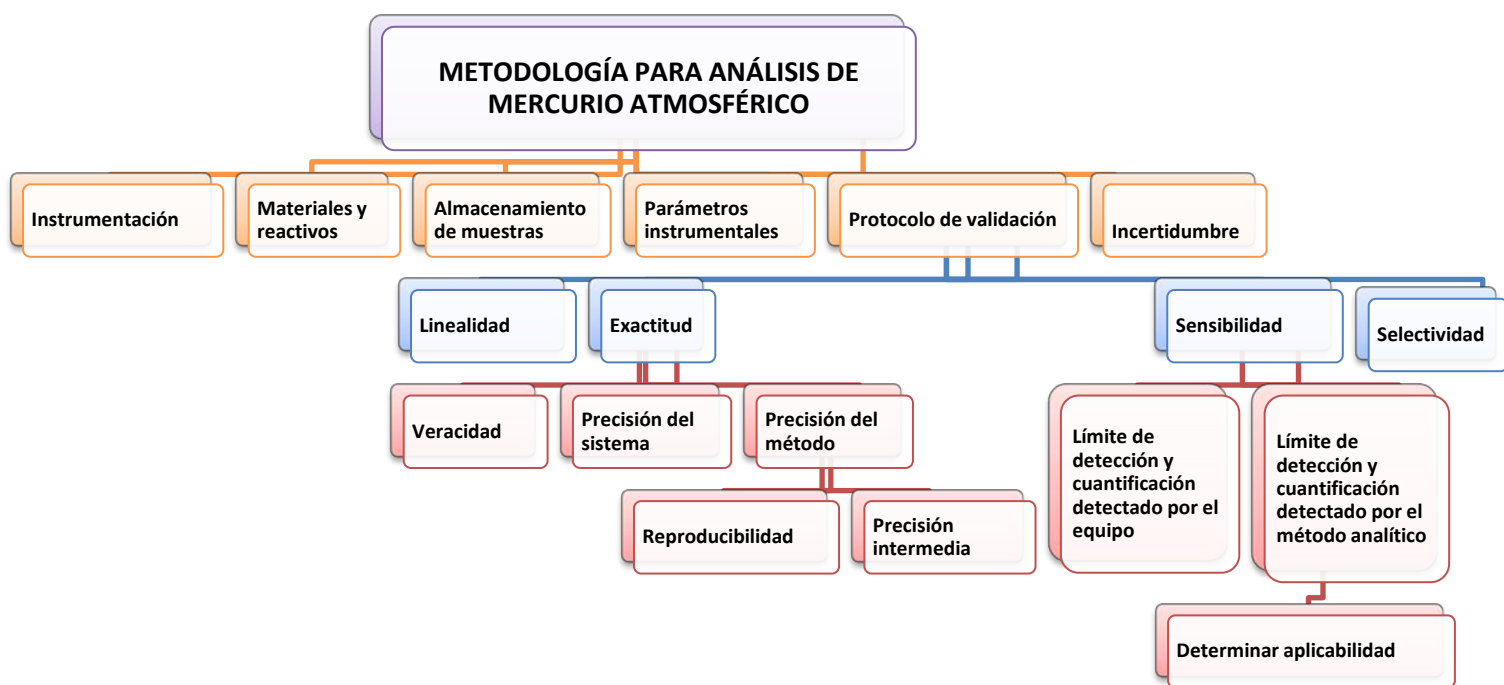 METODOLOGÍA PARA ANÁLISIS DE
MERCURIO ATMOSFÉRICO
Instrumentación
Materiales y
reactivos
Almacenamiento
de muestras
Parámetros
instrumentales
Protocolo de validación
Incertidumbre
Linealidad
Exactitud
Sensibilidad
Selectividad
Veracidad
Precisión del
sistema
Precisión del
método
Límite de
detección y
cuantificación
detectado por el
equipo
Límite de
detección y
cuantificación
detectado por el
método analítico
Reproducibilidad
Precisión
intermedia
Determinar aplicabilidad